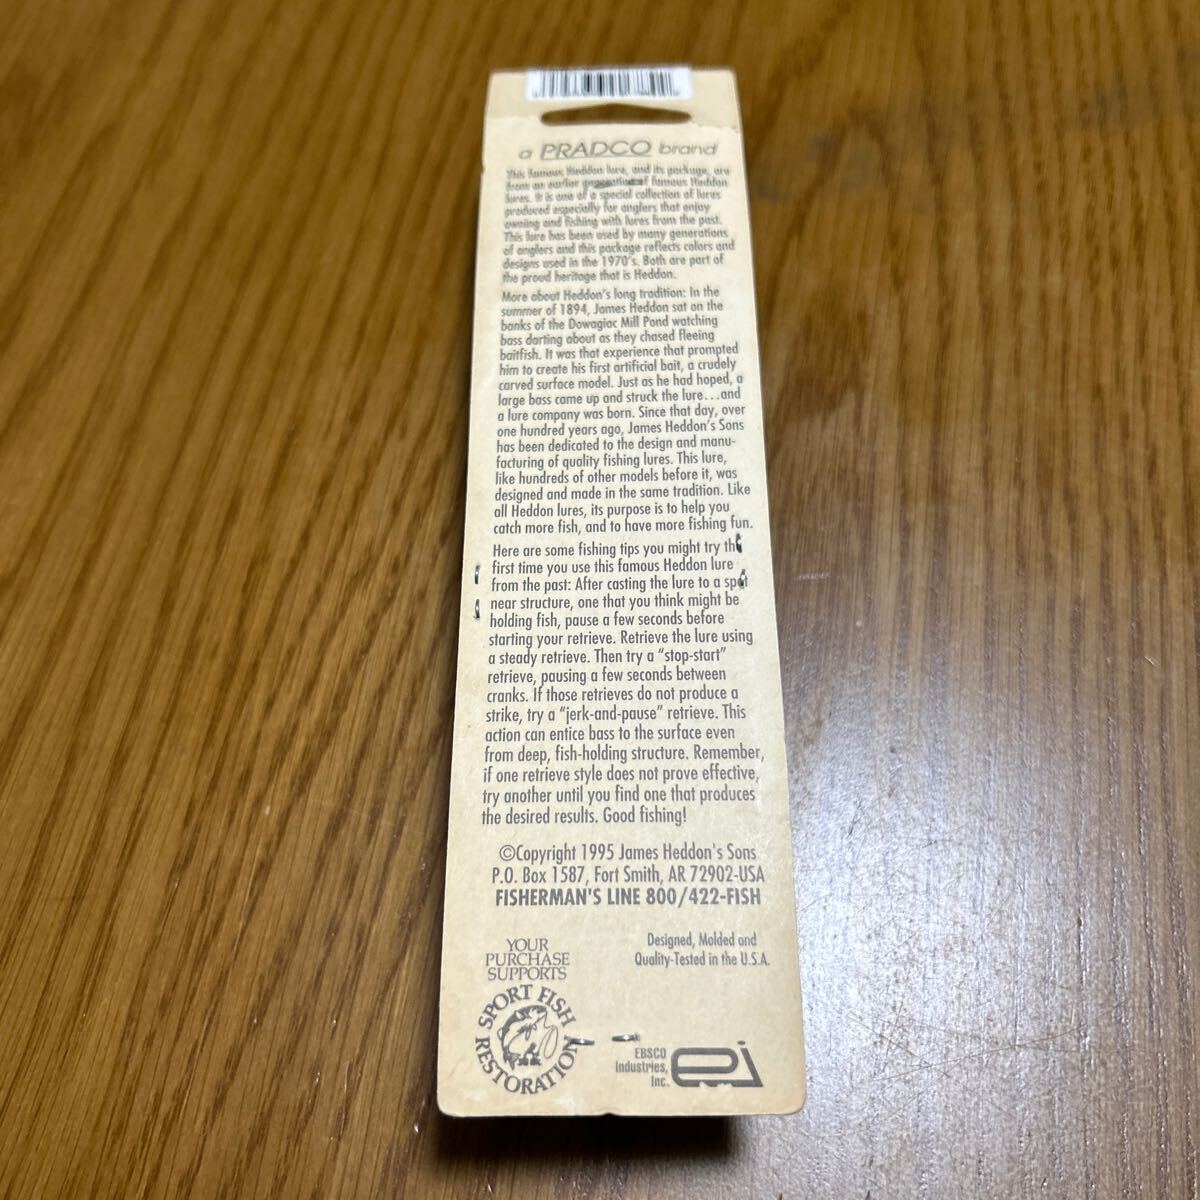 a PRADCO brand
This famous Heddon lure, and its package, are
from an earlier generation of famous Heddon
lures. It is one of a special collection of lures
produced especially for anglers that enjoy
owning and fishing with lures from the past.
This lure has been used by many generations
of anglers and this package reflects colors and
designs used in the 1970's. Both are part of
the proud heritage that is Heddon.
More about Heddon's long tradition: In the
summer of 1894, James Heddon sat on the
banks of the Dowagiac Mill Pond watching
bass darting about as they chased fleeing
baitfish. It was that experience that prompted
him to create his first artificial bait, a crudely
carved surface model. Just as he had hoped, a
large bass came up and struck the lure...and
a lure company was born. Since that day, over
one hundred years ago, James Heddon's Sons
has been dedicated to the design and manu-
facturing of quality fishing lures. This lure,
like hundreds of other models before it, was
designed and made in the same tradition. Like
all Heddon lures, its purpose is to help you
catch more fish, and to have more fishing fun.
Here are some fishing tips you might try the
first time you use this famous Heddon lure
from the past: After casting the lure to a spot
near structure, one that you think might be
holding fish, pause a few seconds before
starting your retrieve. Retrieve the lure using
a steady retrieve. Then try a "stop-start"
retrieve, pausing a few seconds between
cranks. If those retrieves do not produce a
strike, try a "jerk-and-pause" retrieve. This
action can entice bass to the surface even
from deep, fish-holding structure. Remember,
if one retrieve style does not prove effective,
try another until you find one that produces
the desired results. Good fishing!
©Copyright 1995 James Heddon's Sons
P.O. Box 1587, Fort Smith, AR 72902-USA
FISHERMAN'S LINE 800/422-FISH
YOUR
PURCHASE
SUPPORTS
SPORT FISH
RESTORATION
Designed, Molded and
Quality-Tested in the U.S.A.
EBSCO
Industries,
Inc.
ei